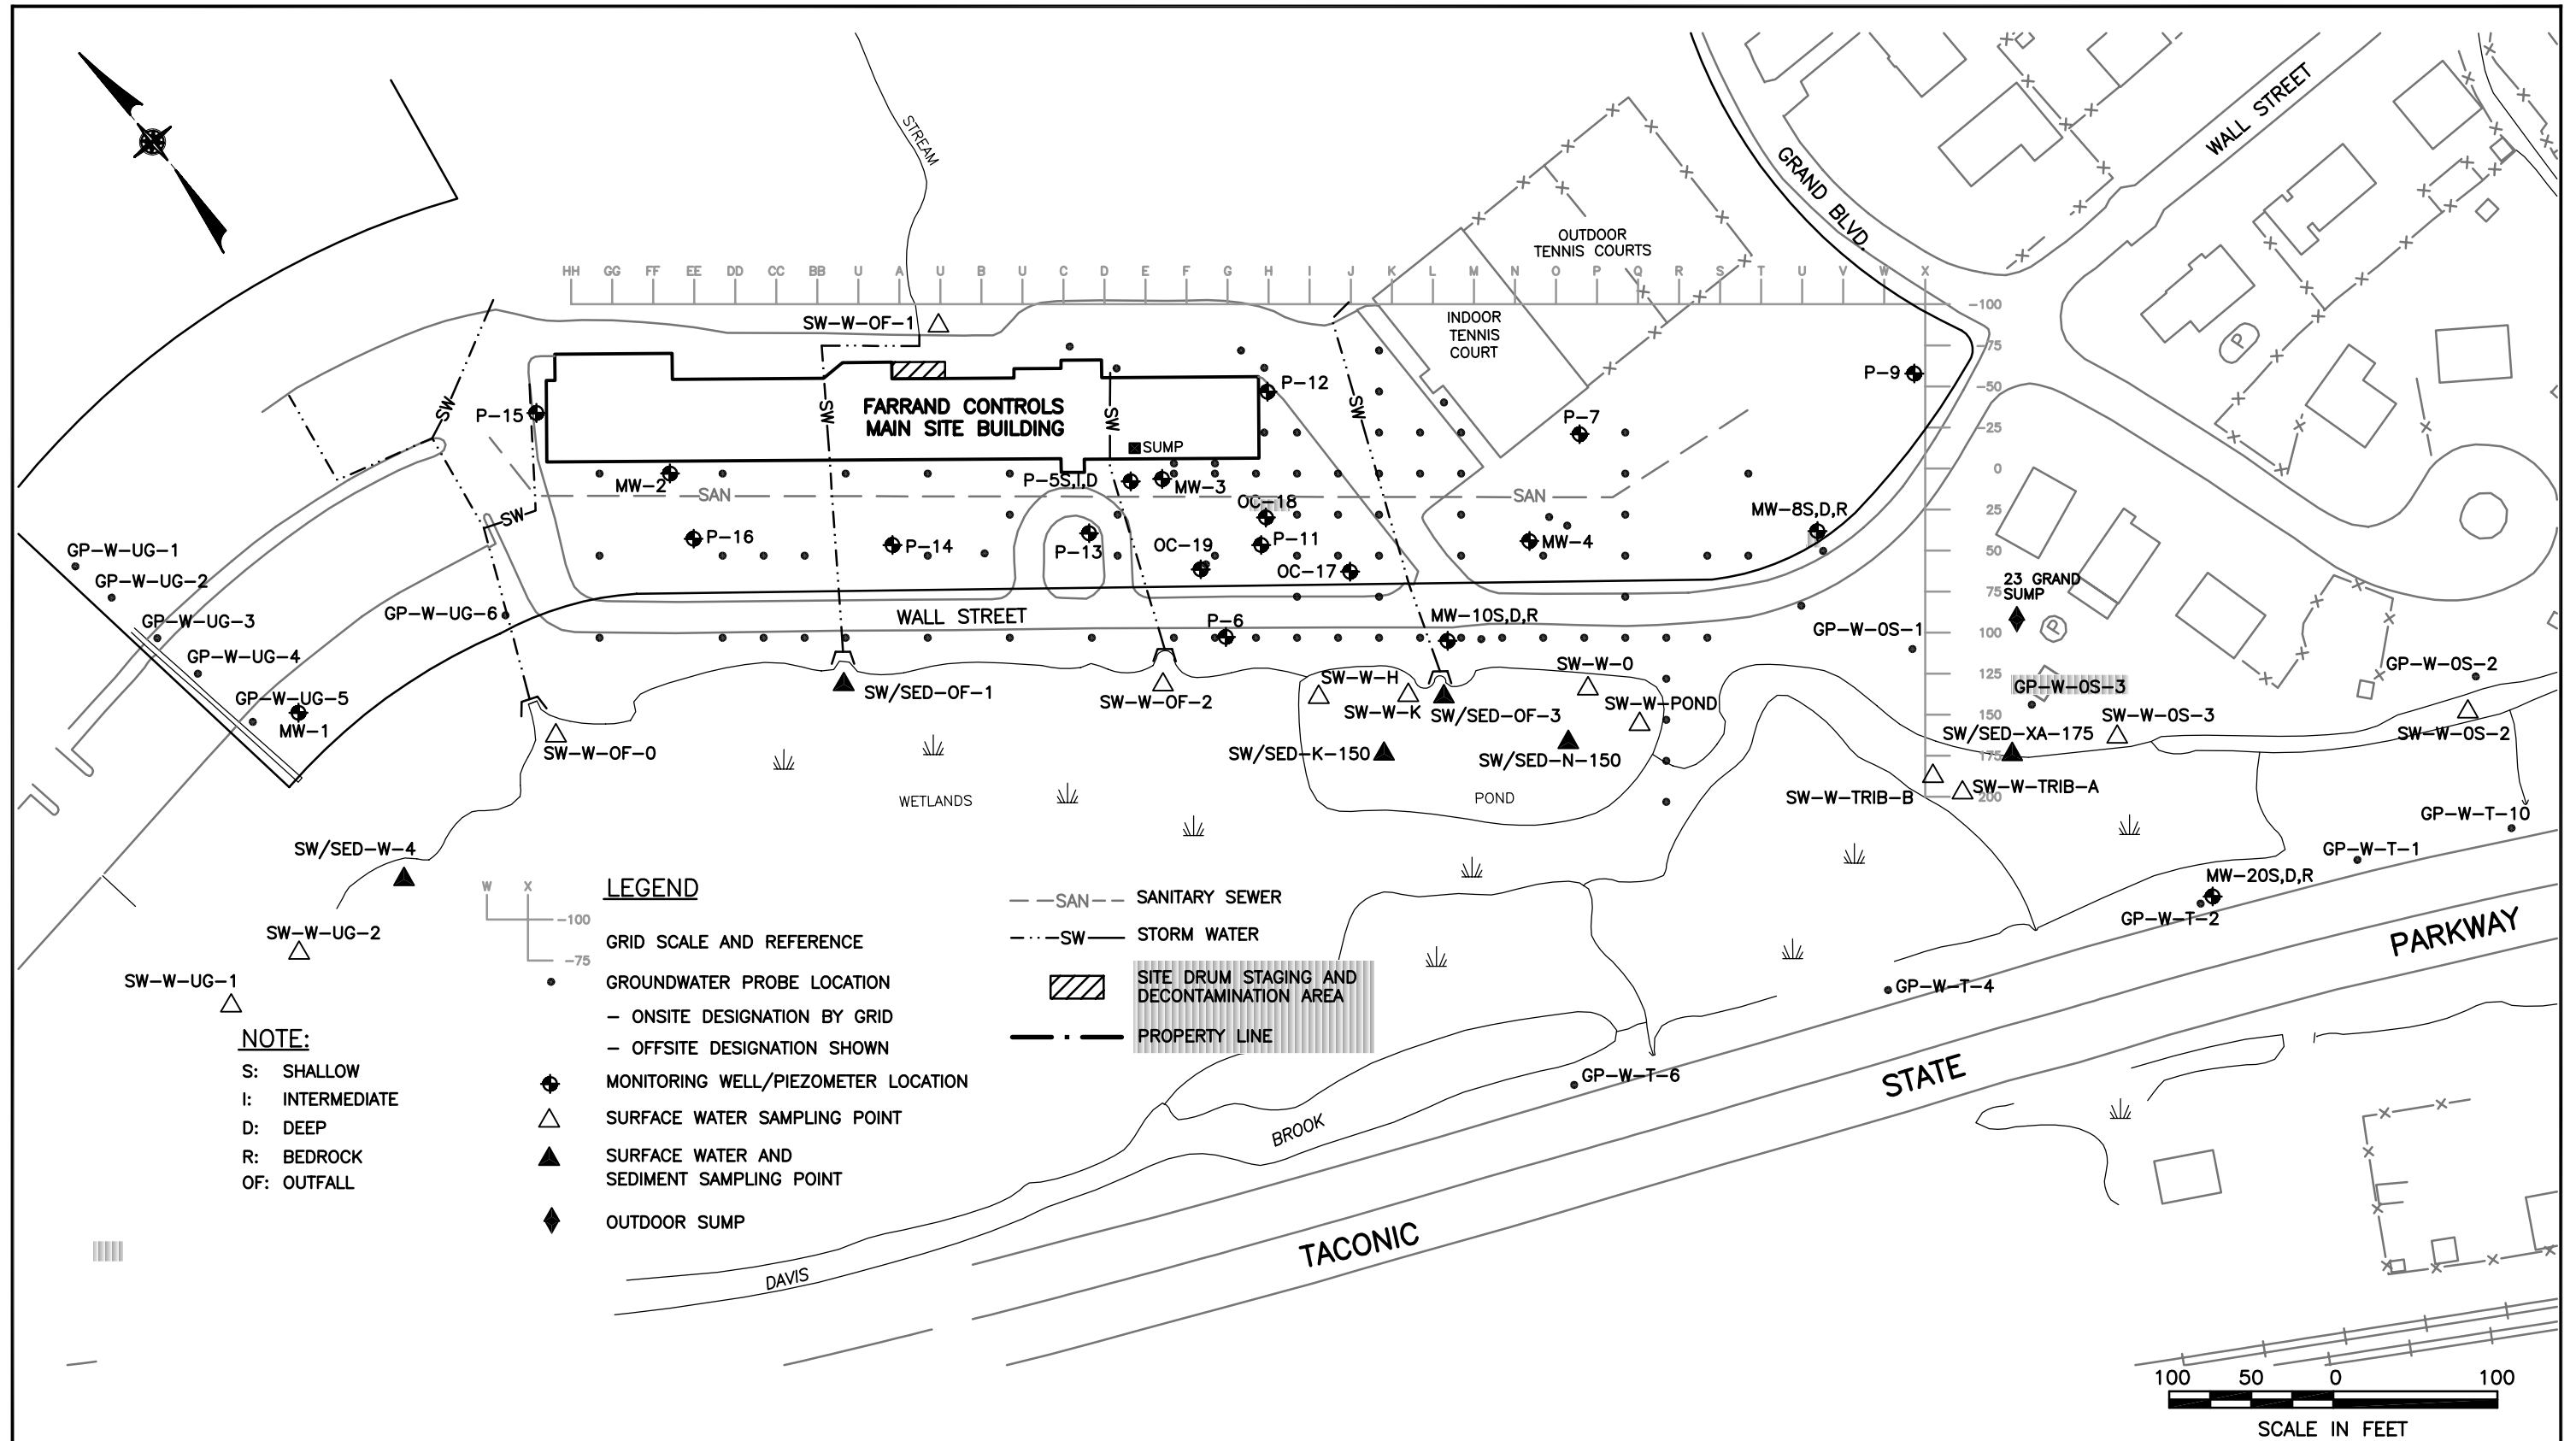 STREAM
GRAND BLVD.
WALL STREET
OUTDOOR
TENNIS COURTS
HH GG FF EE DD CC BB U A U B U C D E F G H I J K L M N O P Q R S T U V W X
-100
-75
-50
-25
0
25
50
75
100
125
150
175
200
INDOOR
TENNIS
COURT
SW-W-OF-1
P-12
P-9
P-15
SW
SW
SW
SW
SW
FARRAND CONTROLS
MAIN SITE BUILDING
SUMP
P-7
MW-2
SAN
P-5S,I,D
MW-3
SAN
OC-18
MW-8S,D,R
P-16
P-14
P-13
OC-19
P-11
MW-4
OC-17
GP-W-UG-1
GP-W-UG-2
GP-W-UG-3
GP-W-UG-4
GP-W-UG-5
MW-1
GP-W-UG-6
WALL STREET
P-6
MW-10S,D,R
GP-W-OS-1
23 GRAND
SUMP
P
P
SW-W-O
SW-W-H
SW-W-K
SW/SED-OF-1
SW-W-OF-2
SW/SED-OF-3
SW-W-POND
GP-W-OS-2
GP-W-OS-3
SW-W-OS-3
SW/SED-XA-175
SW-W-OS-2
SW-W-OF-0
SW/SED-K-150
SW/SED-N-150
WETLANDS
POND
SW-W-TRIB-B
SW-W-TRIB-A
GP-W-T-10
GP-W-T-1
MW-20S,D,R
GP-W-T-2
GP-W-T-4
GP-W-T-6
SW/SED-W-4
SW-W-UG-2
SW-W-UG-1
TACONIC STATE PARKWAY
DAVIS BROOK
LEGEND
W X
-100
-75
GRID SCALE AND REFERENCE
GROUNDWATER PROBE LOCATION
- ONSITE DESIGNATION BY GRID
- OFFSITE DESIGNATION SHOWN
MONITORING WELL/PIEZOMETER LOCATION
SURFACE WATER SAMPLING POINT
SURFACE WATER AND
SEDIMENT SAMPLING POINT
OUTDOOR SUMP
SAN SANITARY SEWER
SW STORM WATER
SITE DRUM STAGING AND
DECONTAMINATION AREA
PROPERTY LINE
NOTE:
S: SHALLOW
I: INTERMEDIATE
D: DEEP
R: BEDROCK
OF: OUTFALL
100 50 0 100
SCALE IN FEET